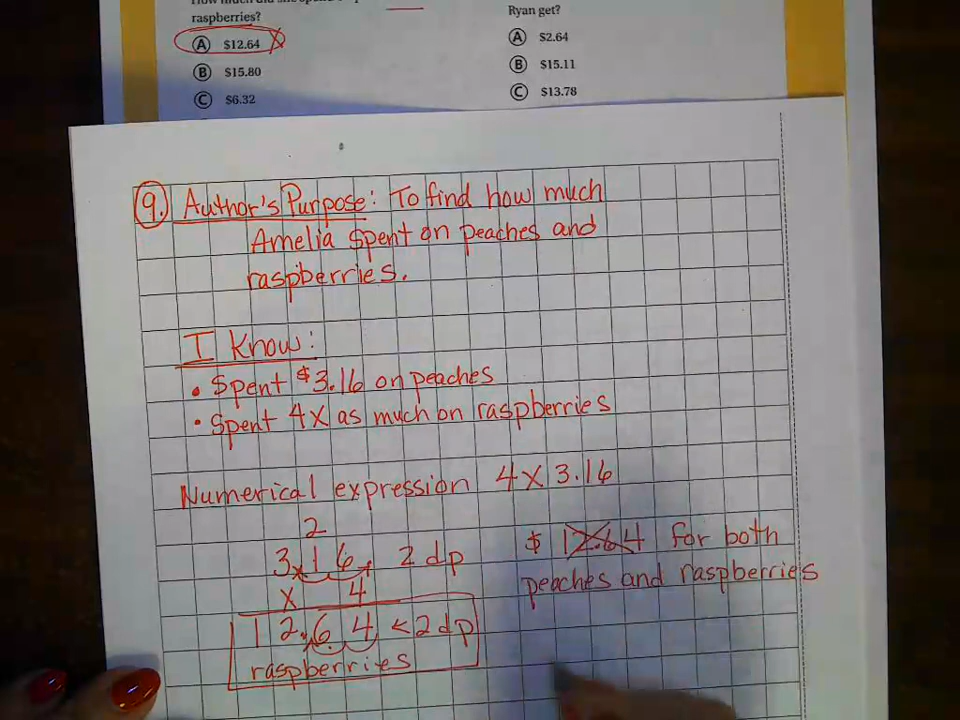 raspberries?
A $12.64
B $15.80
C $6.32
Ryan get?
A $2.64
B $15.11
C $13.78
9. Author's Purpose: To find how much
Amelia spent on peaches and
raspberries.
I Know:
• Spent $3.16 on peaches
• Spent 4x as much on raspberries
Numerical expression 4 x 3.16
2
3.16 2 dp
x 4
12.64 < 2 dp
raspberries
$ 12.64 for both
peaches and raspberries